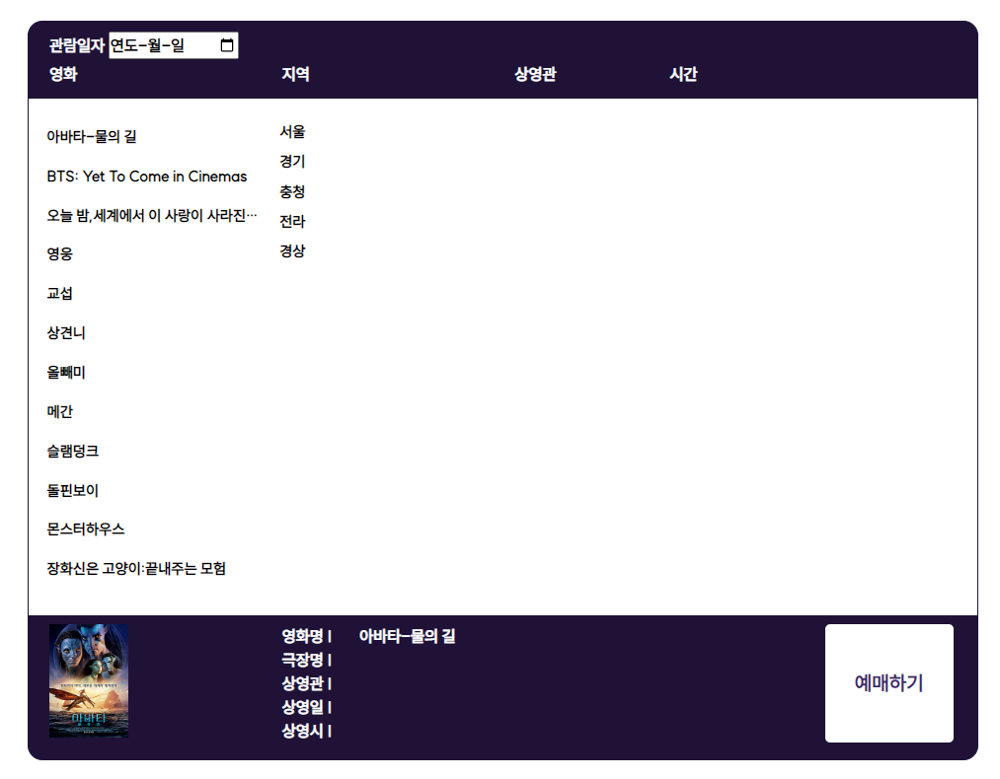 관람일자 연도-월-일
영화 지역 상영관 시간
아바타-물의 길
BTS: Yet To Come in Cinemas
오늘 밤,세계에서 이 사랑이 사라진…
영웅
교섭
상견니
올빼미
메간
슬램덩크
돌핀보이
몬스터하우스
장화신은 고양이:끝내주는 모험
서울
경기
충청
전라
경상
아바타
영화명 | 아바타-물의 길
극장명 |
상영관 |
상영일 |
상영시 |
예매하기